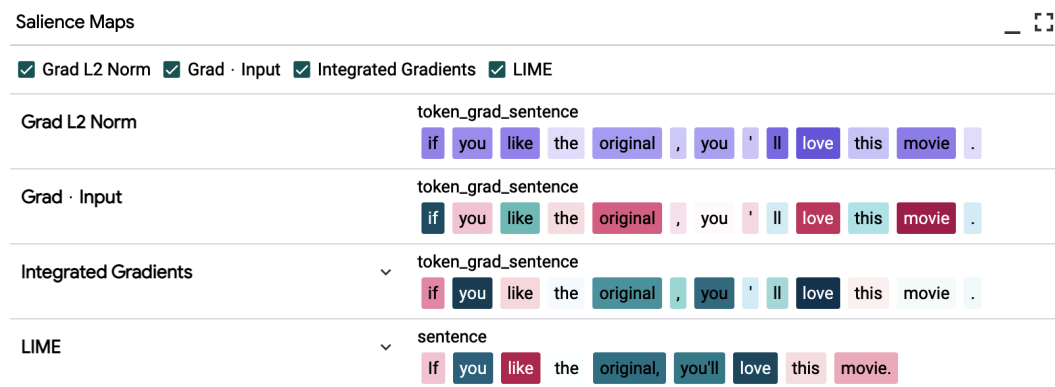 Salience Maps
Grad L2 Norm Grad · Input Integrated Gradients LIME
Grad L2 Norm
token_grad_sentence
if you like the original , you ' ll love this movie .
Grad · Input
token_grad_sentence
if you like the original , you ' ll love this movie .
Integrated Gradients
token_grad_sentence
if you like the original , you ' ll love this movie .
LIME
sentence
If you like the original, you'll love this movie.